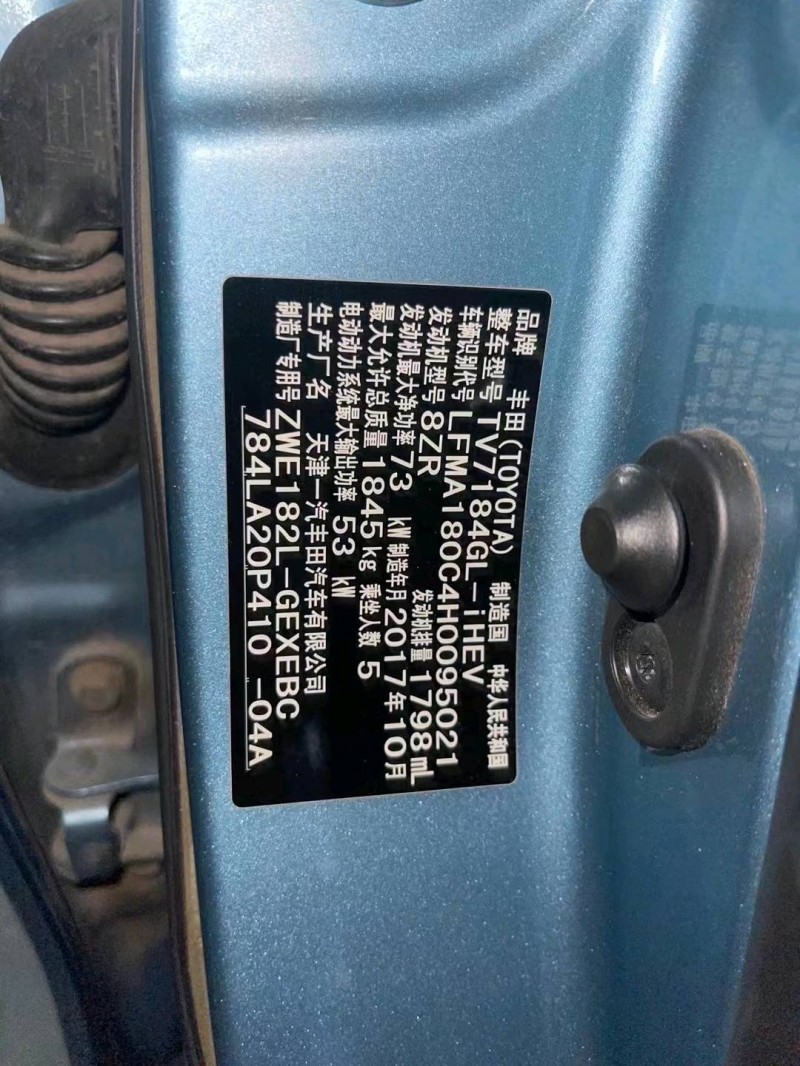 品牌 丰田(TOYOTA) 制造国 中华人民共和国
整车型号 TV7184GL-iHEV
车辆识别代号 LFMA180C4H0095021
发动机型号 8ZR 发动机排量 1798 mL
发动机最大净功率 73 kW 制造年月 2017年10月
最大允许总质量 1845 kg 乘坐人数 5
电动动力系统最大输出功率 53 kW
生产厂名 天津一汽丰田汽车有限公司
制造厂专用号 ZWE182L-GEXEBC
784LA20P410 -04A